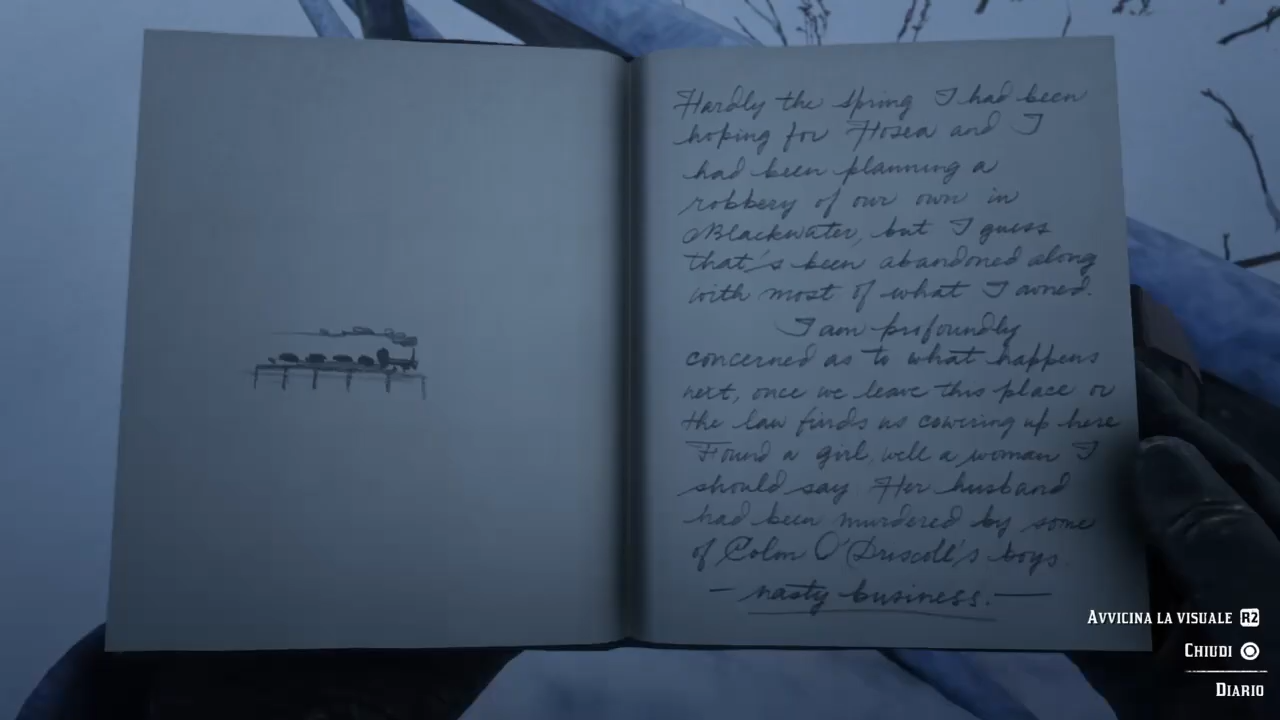 Hardly the spring I had been
hoping for Hosea and I
had been planning a
robbery of our own in
Blackwater, but I guess
that's been abandoned along
with most of what I owned.
I am profoundly
concerned as to what happens
next, once we leave this place or
the law finds us cowering up here
Found a girl, well a woman I
should say Her husband
had been murdered by some
of Colm O'Driscoll's boys
— nasty business. —
AVVICINA LA VISUALE R2
CHIUDI
DIARIO